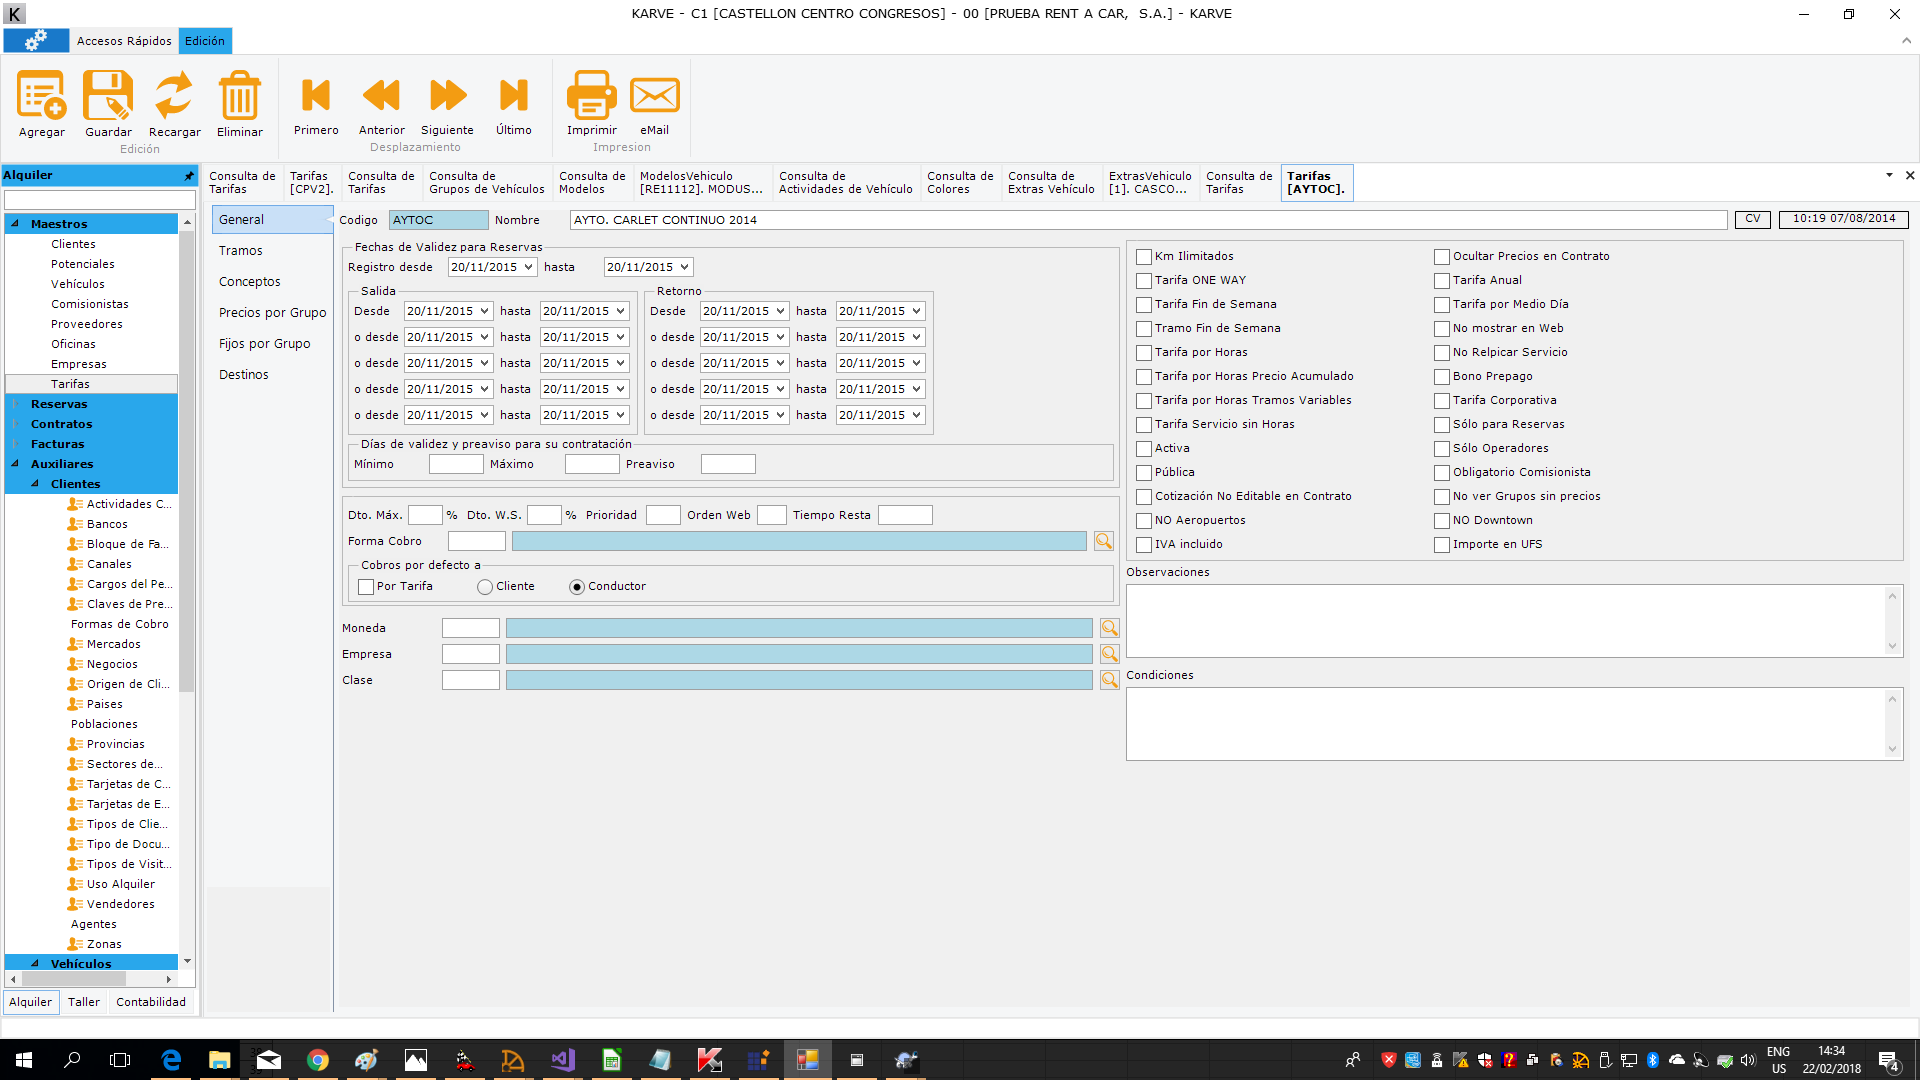 K
KARVE - C1 [CASTELLON CENTRO CONGRESOS] - 00 [PRUEBA RENT A CAR, S.A.] - KARVE
Accesos Rápidos Edición
Agregar Guardar Recargar Eliminar Primero Anterior Siguiente Último Imprimir eMail
Edición Desplazamiento Impresion
Alquiler
Consulta de Tarifas
Tarifas [CPV2].
Consulta de Tarifas
Consulta de Grupos de Vehículos
Consulta de Modelos
ModelosVehiculo [RE11112]. MODUS...
Consulta de Actividades de Vehículo
Consulta de Colores
Consulta de Extras Vehículo
ExtrasVehiculo [1]. CASCO...
Consulta de Tarifas
Tarifas [AYTOC].
Maestros
Clientes
Potenciales
Vehículos
Comisionistas
Proveedores
Oficinas
Empresas
Tarifas
Reservas
Contratos
Facturas
Auxiliares
Clientes
Actividades C...
Bancos
Bloque de Fa...
Canales
Cargos del Pe...
Claves de Pre...
Formas de Cobro
Mercados
Negocios
Origen de Cli...
Paises
Poblaciones
Provincias
Sectores de...
Tarjetas de C...
Tarjetas de E...
Tipos de Clie...
Tipo de Docu...
Tipos de Visit...
Uso Alquiler
Vendedores
Agentes
Zonas
Vehículos
Alquiler Taller Contabilidad
General
Tramos
Conceptos
Precios por Grupo
Fijos por Grupo
Destinos
Codigo AYTOC Nombre AYTO. CARLET CONTINUO 2014 CV 10:19 07/08/2014
Fechas de Validez para Reservas
Registro desde 20/11/2015 hasta 20/11/2015
Salida Retorno
Desde 20/11/2015 hasta 20/11/2015 Desde 20/11/2015 hasta 20/11/2015
o desde 20/11/2015 hasta 20/11/2015 o desde 20/11/2015 hasta 20/11/2015
o desde 20/11/2015 hasta 20/11/2015 o desde 20/11/2015 hasta 20/11/2015
o desde 20/11/2015 hasta 20/11/2015 o desde 20/11/2015 hasta 20/11/2015
o desde 20/11/2015 hasta 20/11/2015 o desde 20/11/2015 hasta 20/11/2015
Días de validez y preaviso para su contratación
Mínimo Máximo Preaviso
Dto. Máx. % Dto. W.S. % Prioridad Orden Web Tiempo Resta
Forma Cobro
Cobros por defecto a
Por Tarifa Cliente Conductor
Moneda
Empresa
Clase
Km Ilimitados Ocultar Precios en Contrato
Tarifa ONE WAY Tarifa Anual
Tarifa Fin de Semana Tarifa por Medio Día
Tramo Fin de Semana No mostrar en Web
Tarifa por Horas No Relpicar Servicio
Tarifa por Horas Precio Acumulado Bono Prepago
Tarifa por Horas Tramos Variables Tarifa Corporativa
Tarifa Servicio sin Horas Sólo para Reservas
Activa Sólo Operadores
Pública Obligatorio Comisionista
Cotización No Editable en Contrato No ver Grupos sin precios
NO Aeropuertos NO Downtown
IVA incluido Importe en UFS
Observaciones
Condiciones
ENG US
14:34
22/02/2018
4